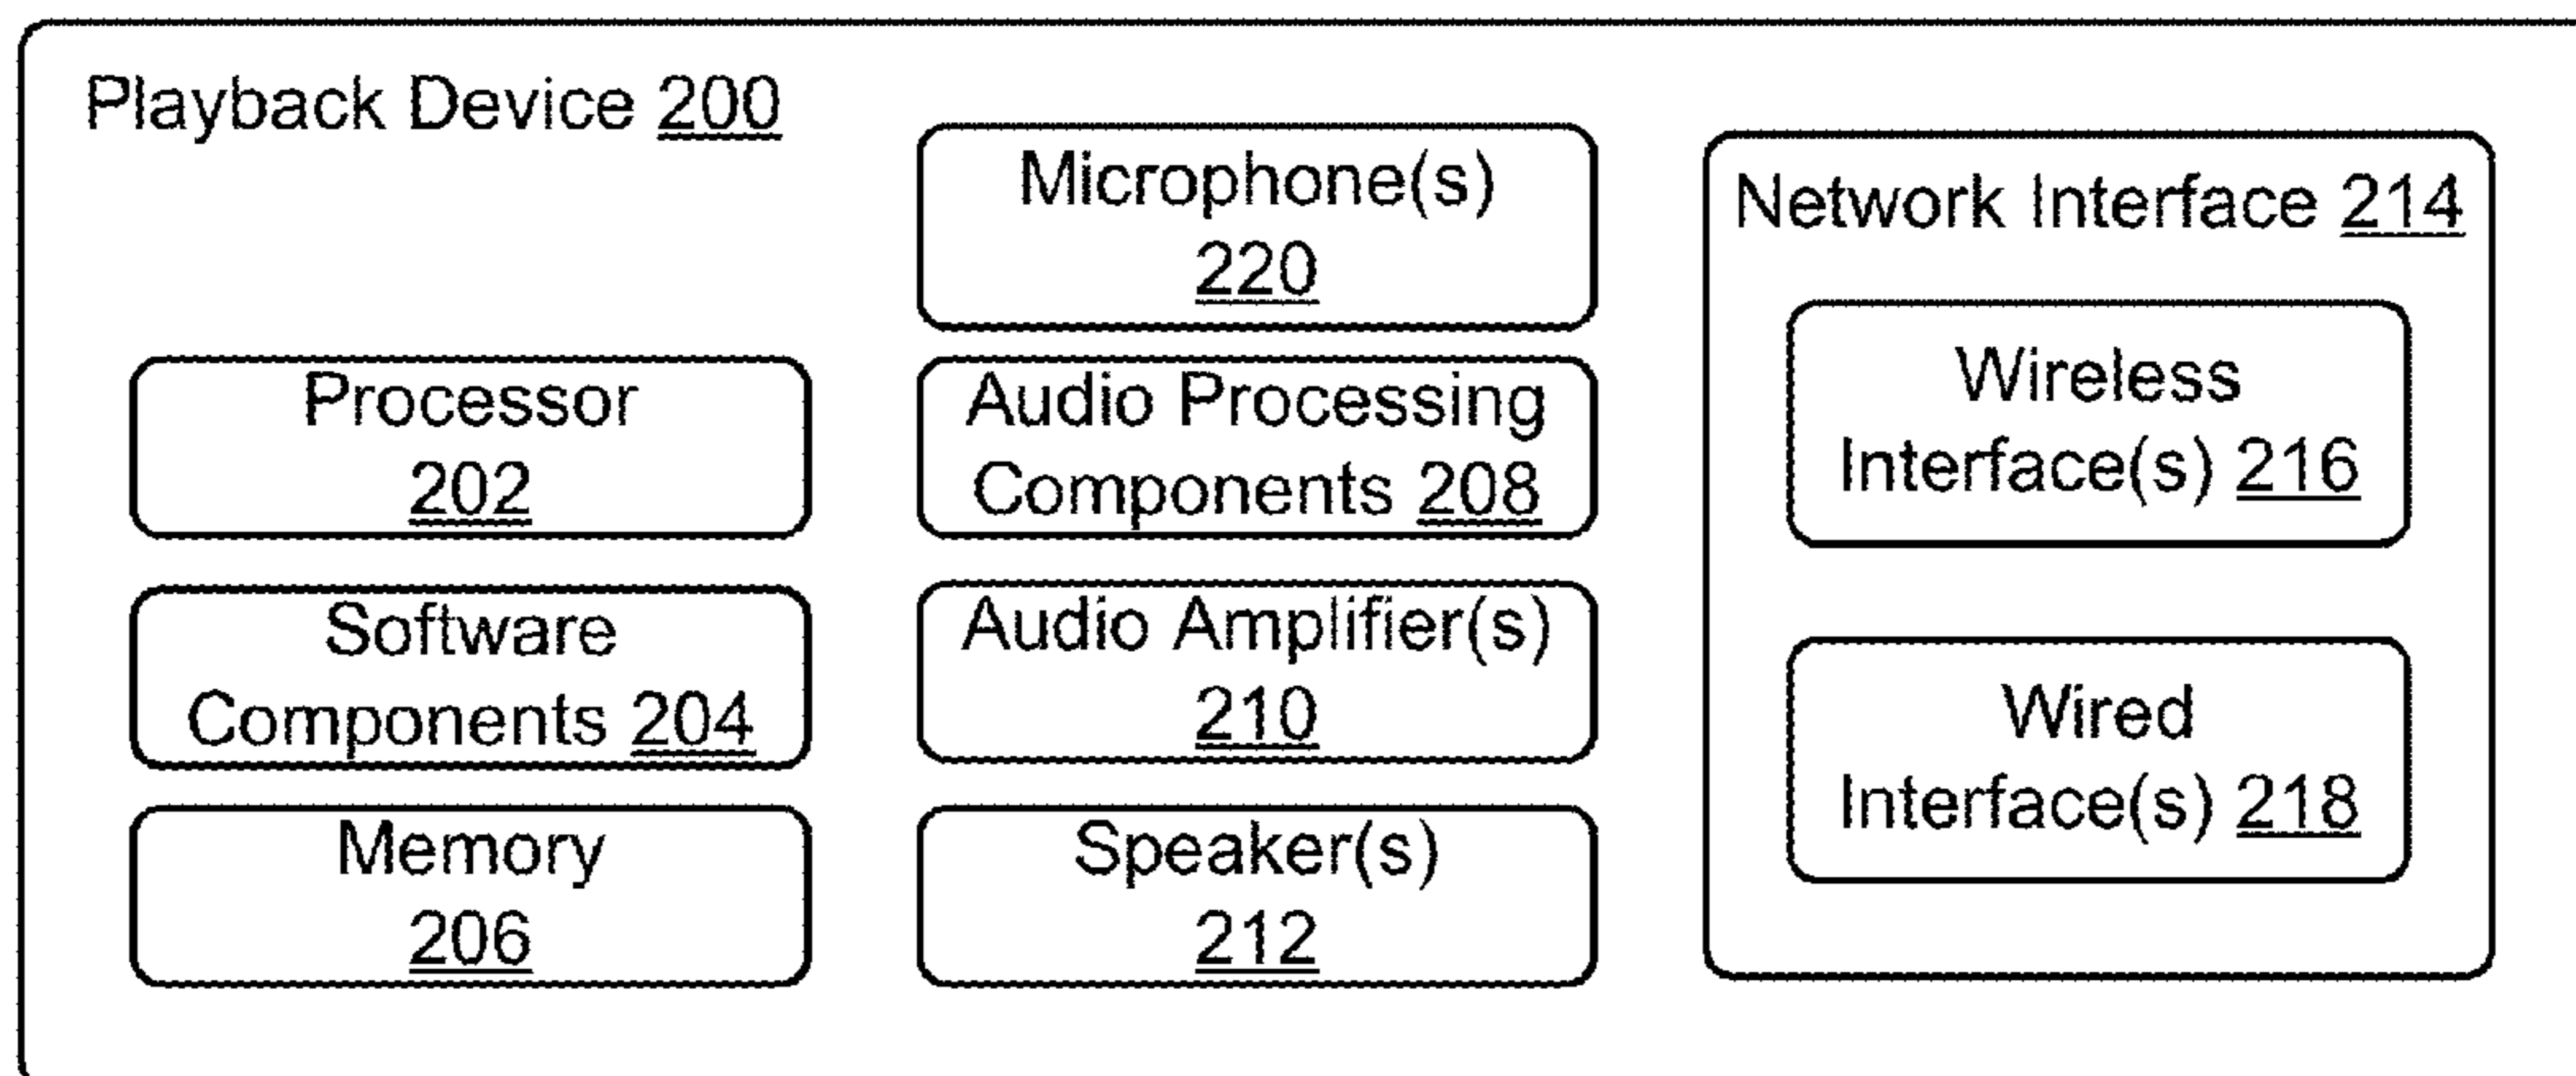 Playback Device 200
Processor
202
Software
Components 204
Memory
206
Microphone(s)
220
Audio Processing
Components 208
Audio Amplifier(s)
210
Speaker(s)
212
Network Interface 214
Wireless
Interface(s) 216
Wired
Interface(s) 218